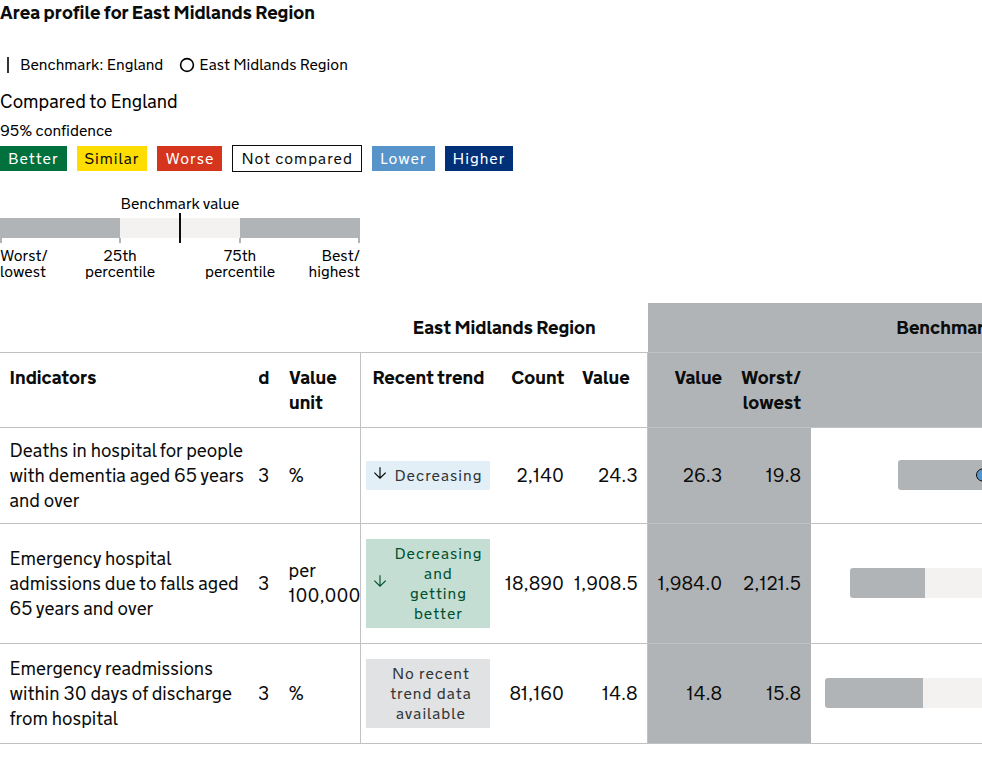 Area profile for East Midlands Region
Benchmark: England East Midlands Region
Compared to England
95% confidence
Better Similar Worse Not compared Lower Higher
Benchmark value
Worst/ 25th 75th Best/
lowest percentile percentile highest
East Midlands Region Benchmar
Indicators d Value Recent trend Count Value Value Worst/
unit lowest
Deaths in hospital for people
with dementia aged 65 years 3 % ↓ Decreasing 2,140 24.3 26.3 19.8
and over
Decreasing
Emergency hospital per and
admissions due to falls aged 3 100,000 ↓ getting 18,890 1,908.5 1,984.0 2,121.5
65 years and over better
Emergency readmissions No recent
within 30 days of discharge 3 % trend data 81,160 14.8 14.8 15.8
from hospital available